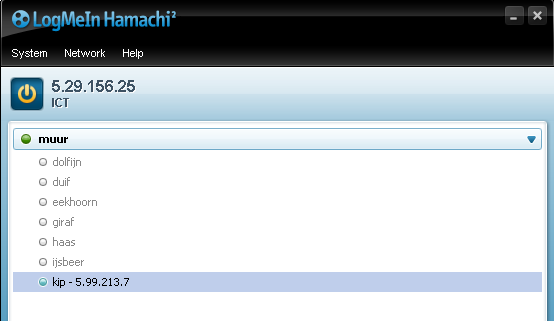 LogMeIn Hamachi²
System Network Help
5.29.156.25
ICT
muur
dolfijn
duif
eekhoorn
giraf
haas
ijsbeer
kip - 5.99.213.7